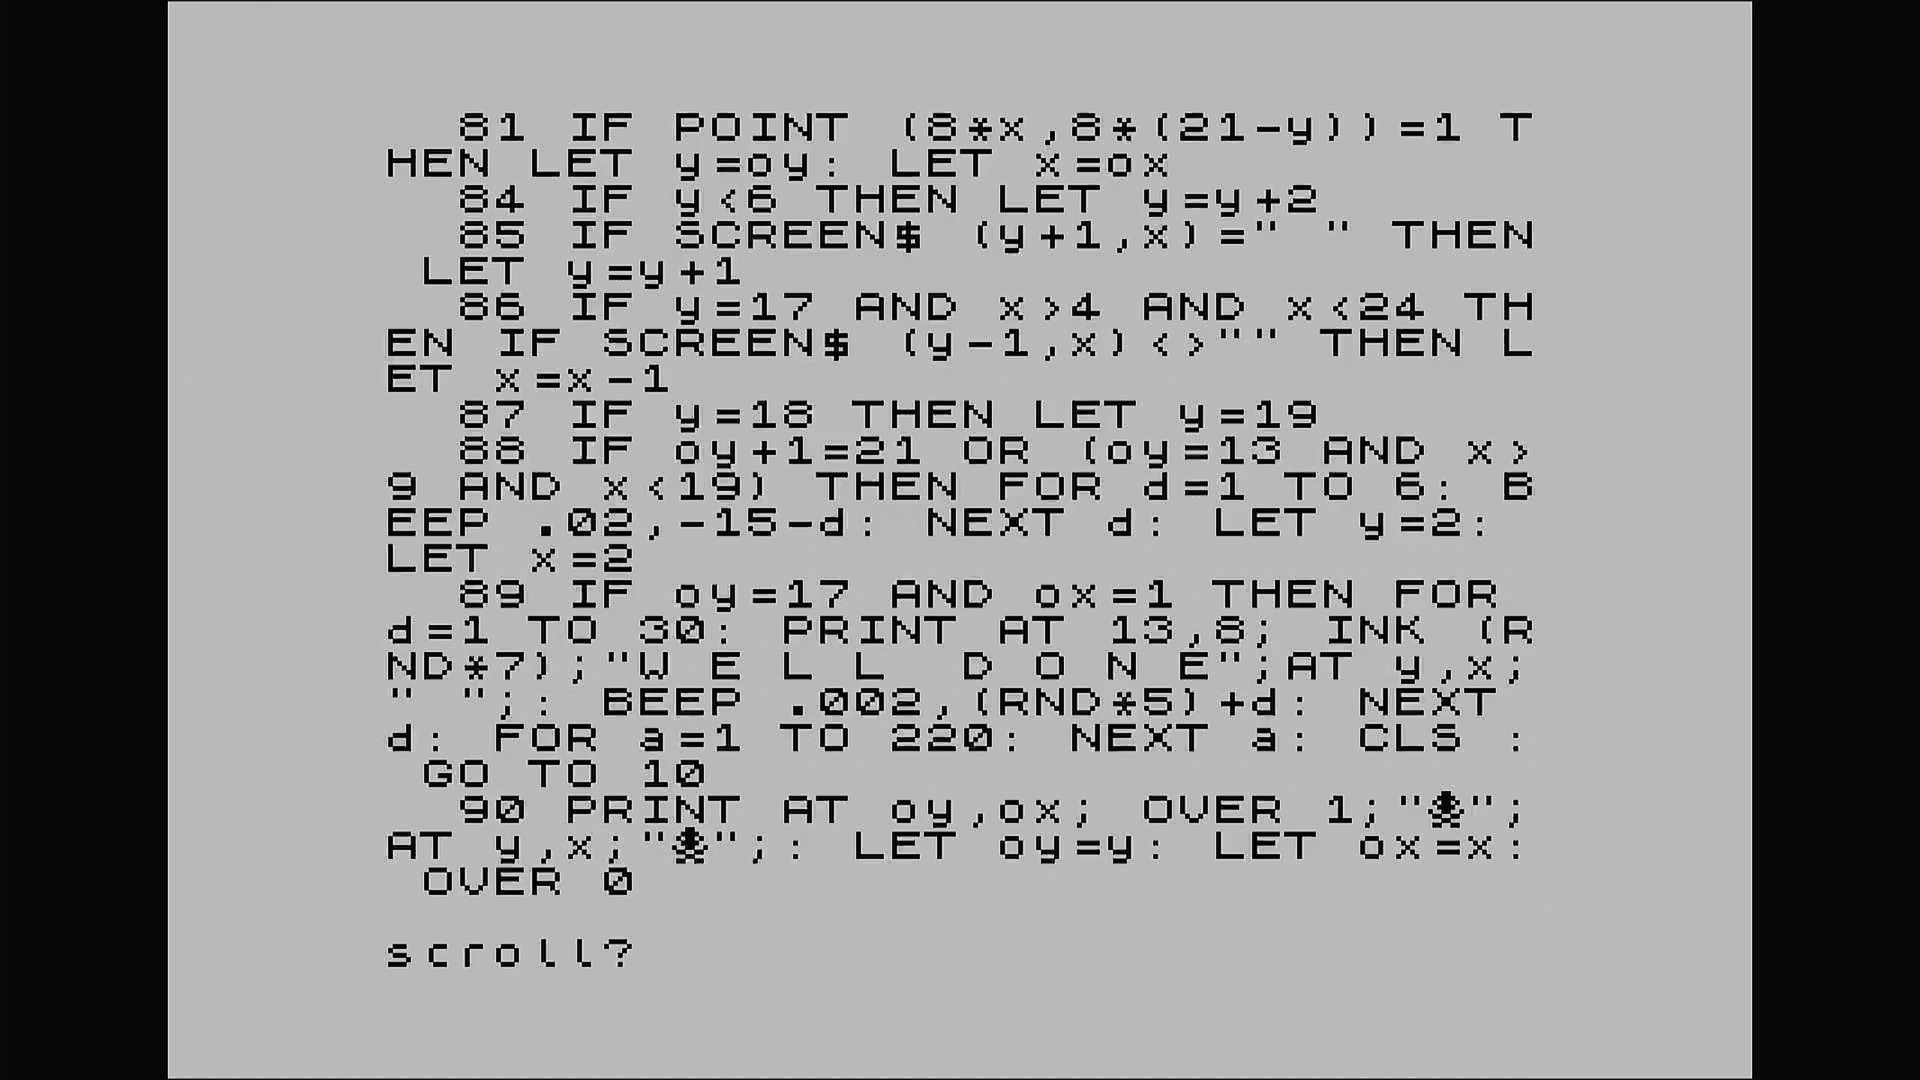 81 IF POINT (8*x,8*(21-y))=1 T
HEN LET y=oy: LET x=ox
84 IF y<6 THEN LET y=y+2
85 IF SCREEN$ (y+1,x)=" " THEN
LET y=y+1
86 IF y=17 AND x>4 AND x<24 TH
EN IF SCREEN$ (y-1,x)<>"" THEN L
ET x=x-1
87 IF y=18 THEN LET y=19
88 IF oy+1=21 OR (oy=13 AND x>
9 AND x<19) THEN FOR d=1 TO 6: B
EEP .02,-15-d: NEXT d: LET y=2:
LET x=2
89 IF oy=17 AND ox=1 THEN FOR
d=1 TO 30: PRINT AT 13,8; INK (R
ND*7);"W E L L  D O N E";AT y,x;
" ";: BEEP .002,(RND*5)+d: NEXT
d: FOR a=1 TO 220: NEXT a: CLS :
GO TO 10
90 PRINT AT oy,ox; OVER 1;"";
AT y,x;"";: LET oy=y: LET ox=x:
OVER 0
scroll?